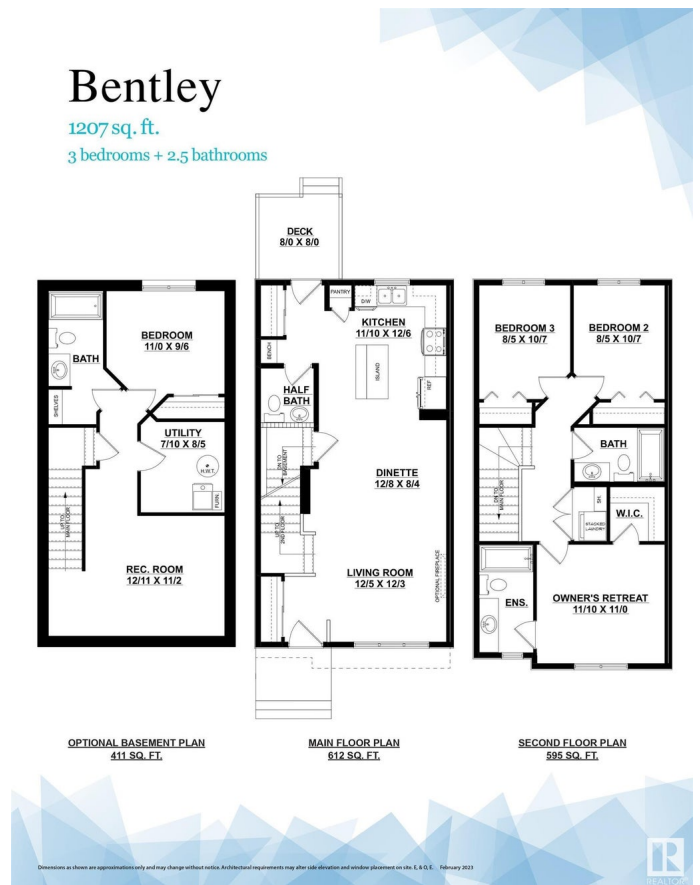 Bentley
1207 sq. ft.
3 bedrooms + 2.5 bathrooms
BATH
BEDROOM
11/0 X 9/6
SHELVES
UTILITY
7/10 X 8/5
H.W.T.
FURN.
UP TO
MAIN FLOOR
REC. ROOM
12/11 X 11/2
OPTIONAL BASEMENT PLAN
411 SQ. FT.
DECK
8/0 X 8/0
PANTRY
D/W
KITCHEN
11/10 X 12/6
BENCH
ISLAND
REF
HALF
BATH
DN TO
BASEMENT
DINETTE
12/8 X 8/4
UP TO
2ND FLOOR
LIVING ROOM
12/5 X 12/3
OPTIONAL FIREPLACE
MAIN FLOOR PLAN
612 SQ. FT.
BEDROOM 3
8/5 X 10/7
BEDROOM 2
8/5 X 10/7
BATH
DN TO
MAIN FLOOR
SH.
STACKED
LAUNDRY
W.I.C.
ENS.
OWNER'S RETREAT
11/10 X 11/0
SECOND FLOOR PLAN
595 SQ. FT.
Dimensions as shown are approximations only and may change without notice. Architectural requirements may alter side elevation and window placement on site. E. & O. E. February 2023
R
REALTOR®